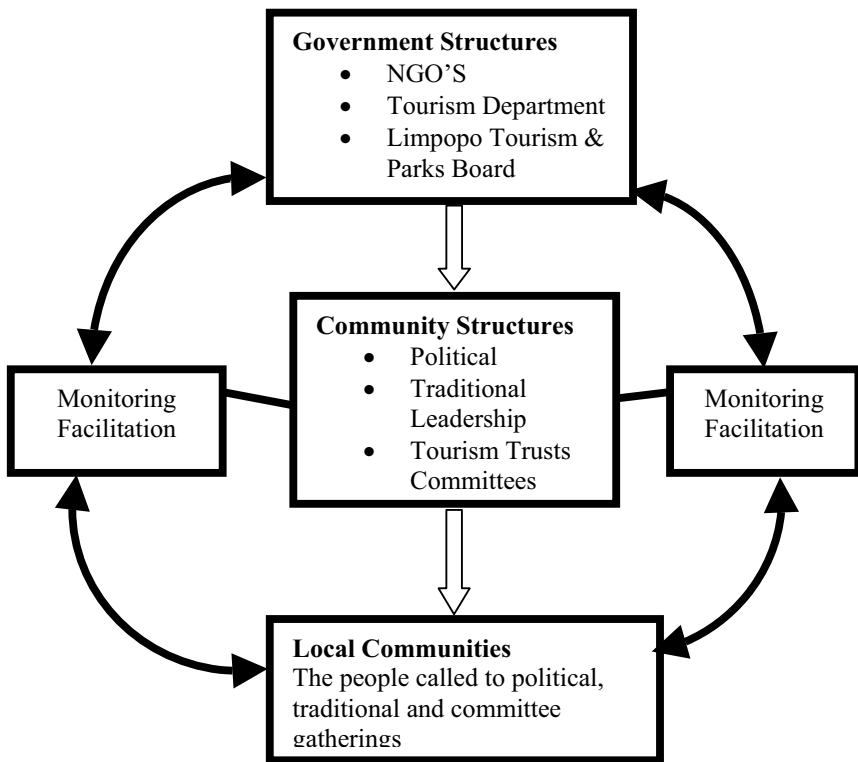 Government Structures
• NGO’S
• Tourism Department
• Limpopo Tourism &
Parks Board
Community Structures
• Political
• Traditional
Leadership
• Tourism Trusts
Committees
Monitoring
Facilitation
Monitoring
Facilitation
Local Communities
The people called to political,
traditional and committee
gatherings